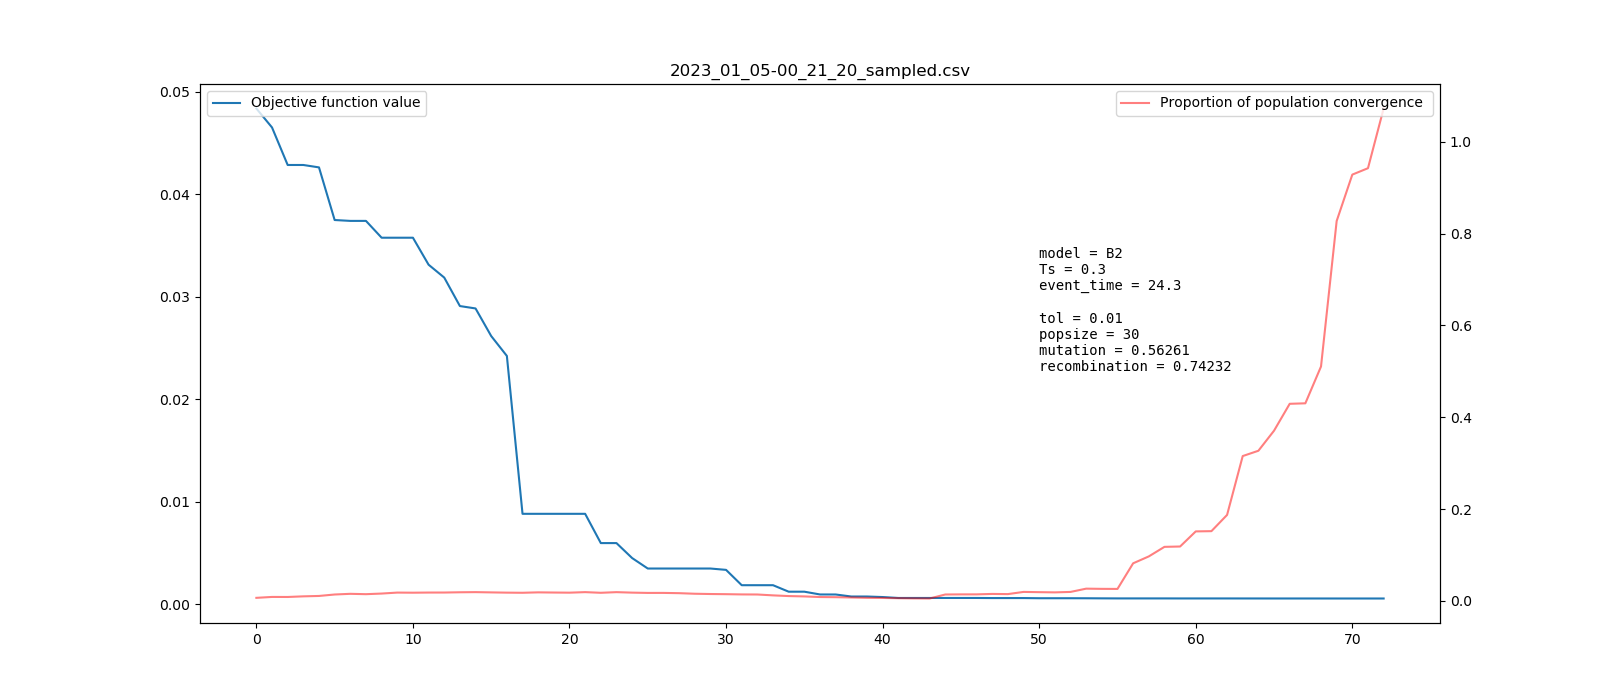 2023_01_05-00_21_20_sampled.csv
Objective function value
Proportion of population convergence
0.05
0.04
0.03
0.02
0.01
0.00
1.0
0.8
0.6
0.4
0.2
0.0
model = B2
Ts = 0.3
event_time = 24.3
tol = 0.01
popsize = 30
mutation = 0.56261
recombination = 0.74232
0 10 20 30 40 50 60 70